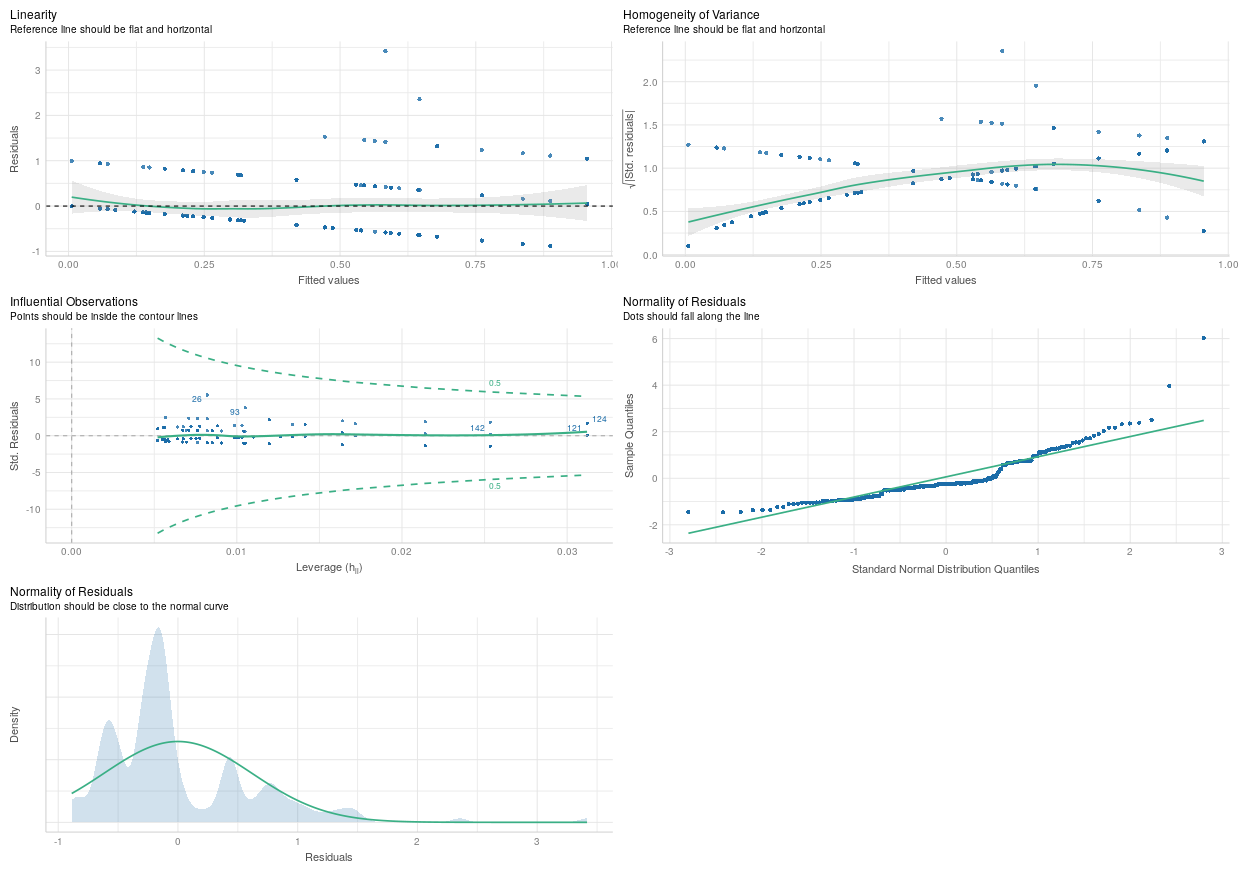 Linearity
Reference line should be flat and horizontal
Residuals
3
2
1
0
-1
0.00 0.25 0.50 0.75 1.00
Fitted values
Homogeneity of Variance
Reference line should be flat and horizontal
√|Std. residuals|
2.0
1.5
1.0
0.5
0.0
0.00 0.25 0.50 0.75 1.00
Fitted values
Influential Observations
Points should be inside the contour lines
Std. Residuals
10
5
0
-5
-10
0.5
26
93
142
121
124
0.5
0.00 0.01 0.02 0.03
Leverage (hii)
Normality of Residuals
Dots should fall along the line
Sample Quantiles
6
4
2
0
-2
-3 -2 -1 0 1 2 3
Standard Normal Distribution Quantiles
Normality of Residuals
Distribution should be close to the normal curve
Density
-1 0 1 2 3
Residuals